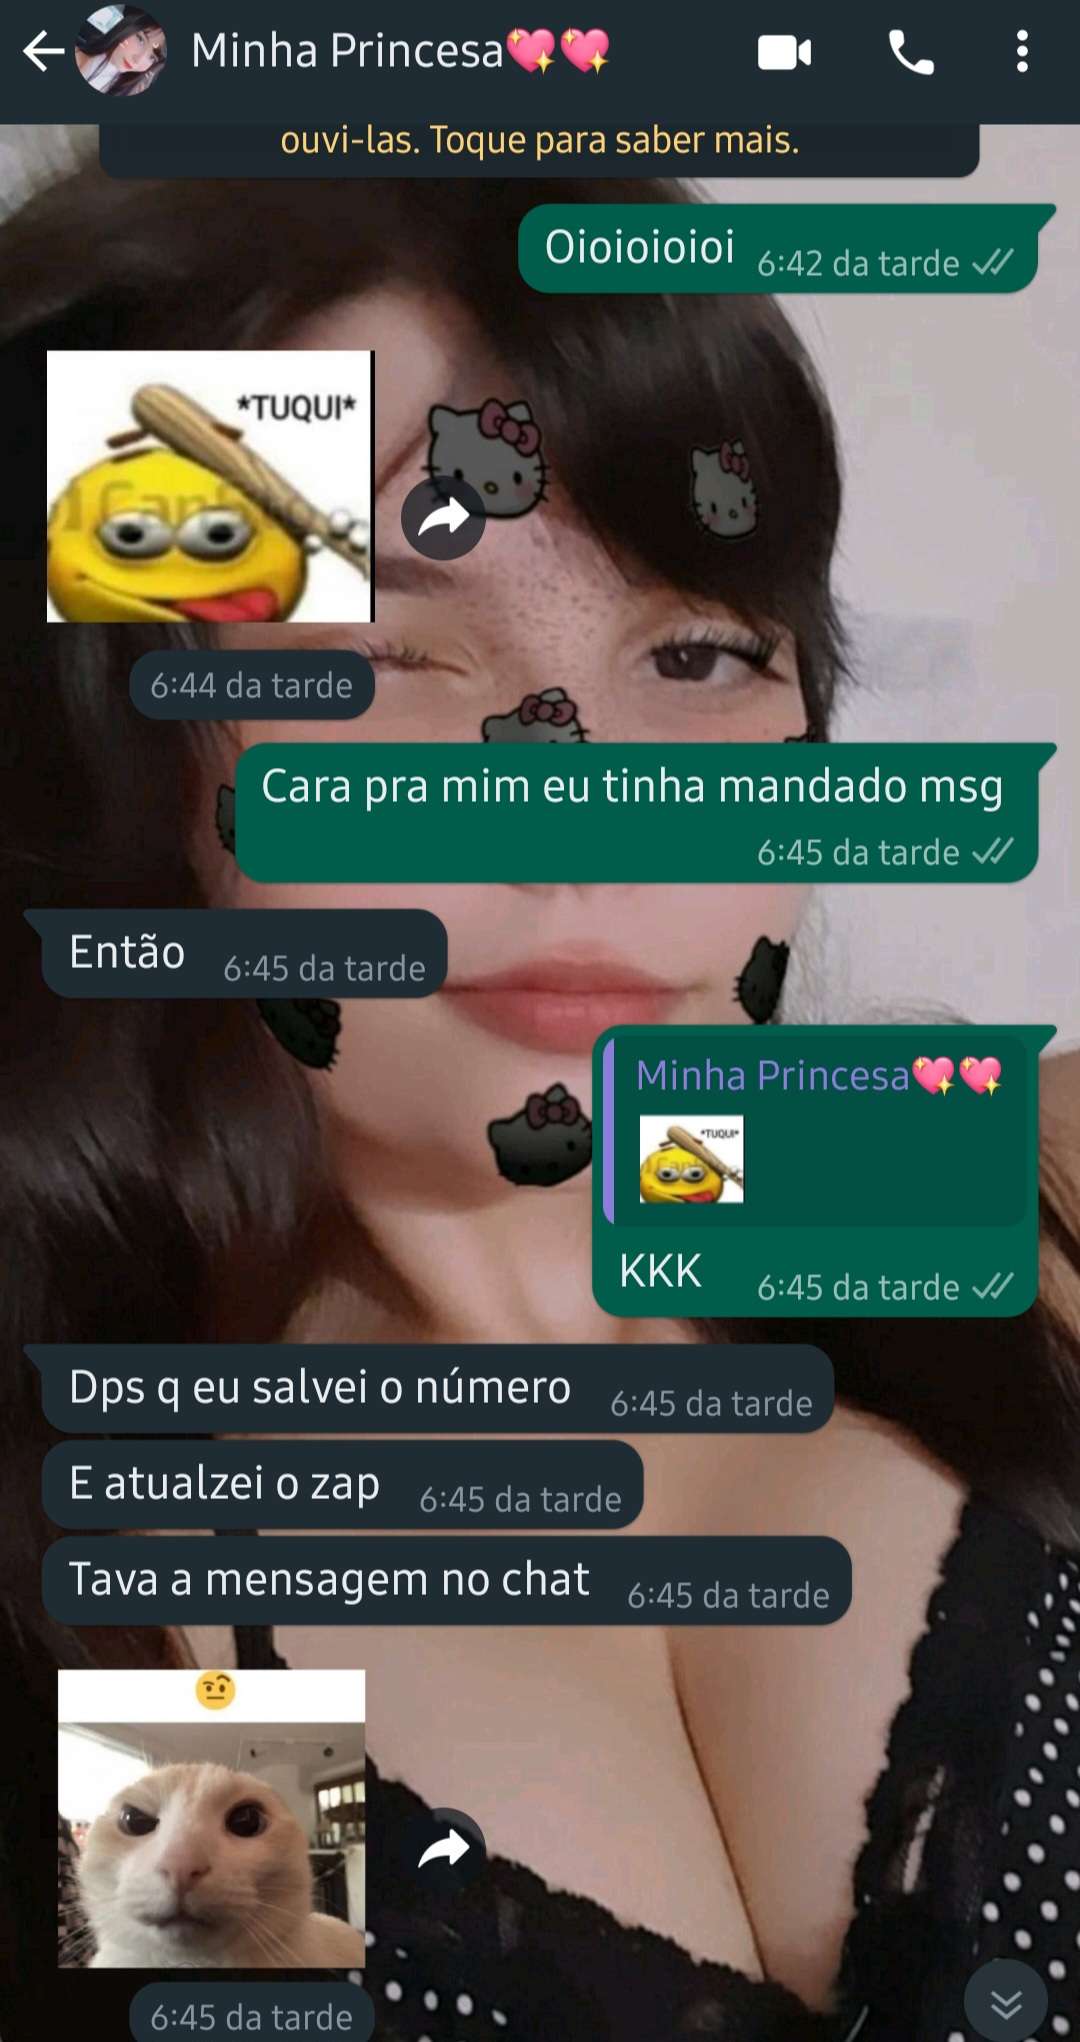 Minha Princesa💖💖
ouvi-las. Toque para saber mais.
Oioioioioi 6:42 da tarde
*TUQUI*
6:44 da tarde
Cara pra mim eu tinha mandado msg
6:45 da tarde
Então 6:45 da tarde
Minha Princesa💖💖
*TUQUI*
KKK 6:45 da tarde
Dps q eu salvei o número 6:45 da tarde
E atualzei o zap 6:45 da tarde
Tava a mensagem no chat 6:45 da tarde
6:45 da tarde